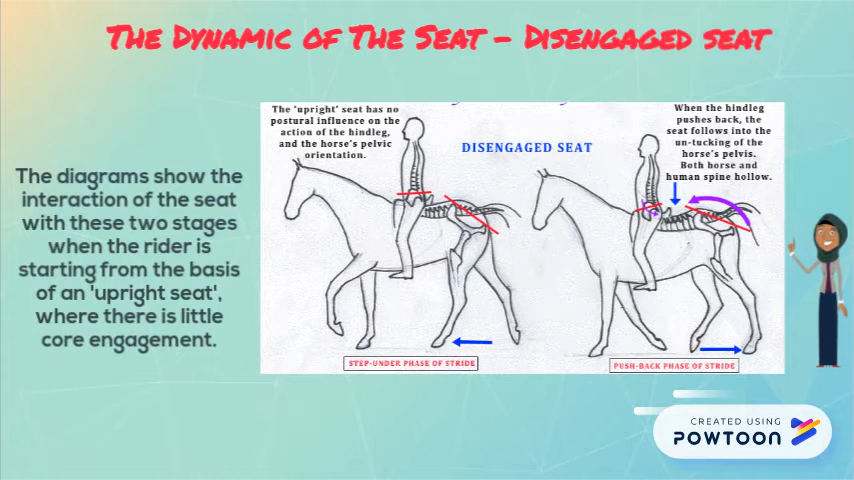 The Dynamic of The Seat – Disengaged seat
The diagrams show the
interaction of the seat
with these two stages
when the rider is
starting from the basis
of an 'upright seat',
where there is little
core engagement.
The 'upright' seat has no
postural influence on the
action of the hindleg,
and the horse's pelvic
orientation.
DISENGAGED SEAT
When the hindleg
pushes back, the
seat follows into the
un-tucking of the
horse's pelvis.
Both horse and
human spine hollow.
STEP-UNDER PHASE OF STRIDE
PUSH-BACK PHASE OF STRIDE
CREATED USING
POWTOON